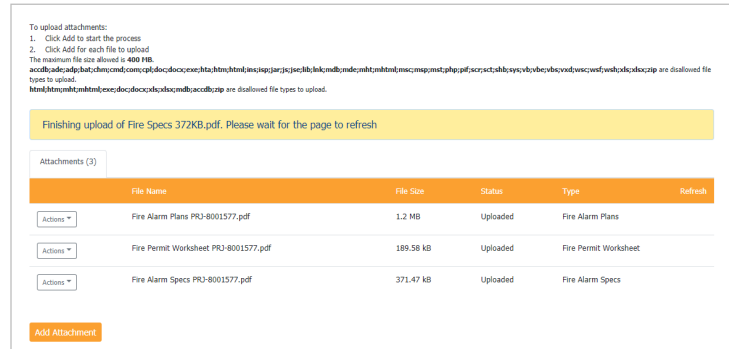 To upload attachments:
1. Click Add to start the process
2. Click Add for each file to upload
The maximum file size allowed is 400 MB.
accdb;ade;adp;bat;chm;cmd;com;cpl;doc;docx;exe;hta;htm;html;ins;isp;jar;js;jse;lib;lnk;mdb;mde;mht;mhtml;msc;msp;mst;php;pif;scr;sct;shb;sys;vb;vbe;vbs;vxd;wsc;wsf;wsh;xls;xlsx;zip are disallowed file
types to upload.
html;htm;mht;mhtml;exe;doc;docx;xls;xlsx;mdb;accdb;zip are disallowed file types to upload.
Finishing upload of Fire Specs 372KB.pdf. Please wait for the page to refresh
Attachments (3)
File Name File Size Status Type Refresh
Actions Fire Alarm Plans PRJ-8001577.pdf 1.2 MB Uploaded Fire Alarm Plans
Actions Fire Permit Worksheet PRJ-8001577.pdf 189.58 kB Uploaded Fire Permit Worksheet
Actions Fire Alarm Specs PRJ-8001577.pdf 371.47 kB Uploaded Fire Alarm Specs
Add Attachment